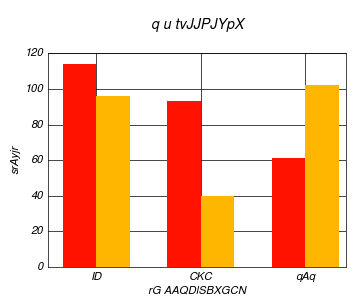 q u tvJJPJYpX
120
100
80
60
40
20
0
srAyjr
ID
CKC
qAq
rG AAQDISBXGCN